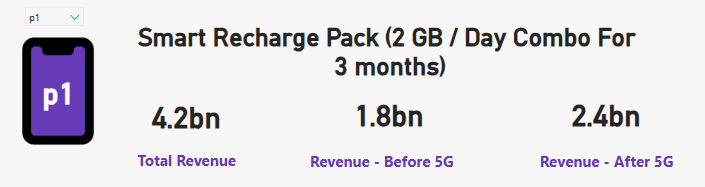 p1
p1
Smart Recharge Pack (2 GB / Day Combo For
3 months)
4.2bn
1.8bn
2.4bn
Total Revenue
Revenue - Before 5G
Revenue - After 5G